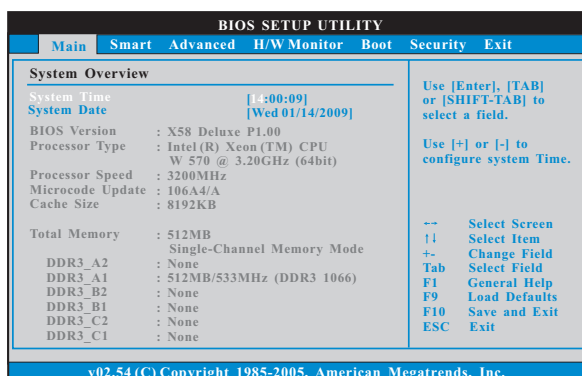 BIOS SETUP UTILITY
Main Smart Advanced H/W Monitor Boot Security Exit
System Overview
System Time [14:00:09]
System Date [Wed 01/14/2009]
BIOS Version : X58 Deluxe P1.00
Processor Type : Intel (R) Xeon (TM) CPU
W 570 @ 3.20GHz (64bit)
Processor Speed : 3200MHz
Microcode Update : 106A4/A
Cache Size : 8192KB
Total Memory : 512MB
Single-Channel Memory Mode
DDR3_A2 : None
DDR3_A1 : 512MB/533MHz (DDR3 1066)
DDR3_B2 : None
DDR3_B1 : None
DDR3_C2 : None
DDR3_C1 : None
Use [Enter], [TAB]
or [SHIFT-TAB] to
select a field.
Use [+] or [-] to
configure system Time.
←→ Select Screen
↑↓ Select Item
+- Change Field
Tab Select Field
F1 General Help
F9 Load Defaults
F10 Save and Exit
ESC Exit
v02.54 (C) Copyright 1985-2005, American Megatrends, Inc.